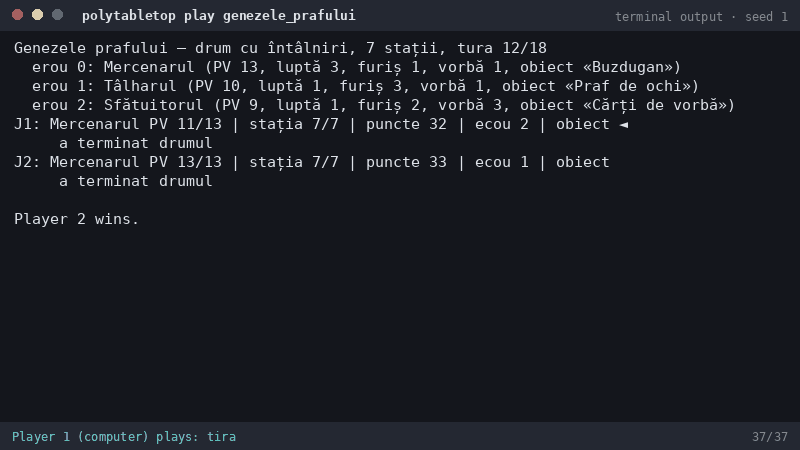 polytabletop play genezele_prafului
terminal output · seed 1
Genezele prafului — drum cu întâlniri, 7 stații, tura 12/18
erou 0: Mercenarul (PV 13, luptă 3, furiș 1, vorbă 1, obiect «Buzdugan»)
erou 1: Tâlharul (PV 10, luptă 1, furiș 3, vorbă 1, obiect «Praf de ochi»)
erou 2: Sfătuitorul (PV 9, luptă 1, furiș 2, vorbă 3, obiect «Cărți de vorbă»)
J1: Mercenarul PV 11/13 | stația 7/7 | puncte 32 | ecou 2 | obiect ◄
a terminat drumul
J2: Mercenarul PV 13/13 | stația 7/7 | puncte 33 | ecou 1 | obiect
a terminat drumul
Player 2 wins.
Player 1 (computer) plays: tira
37/37